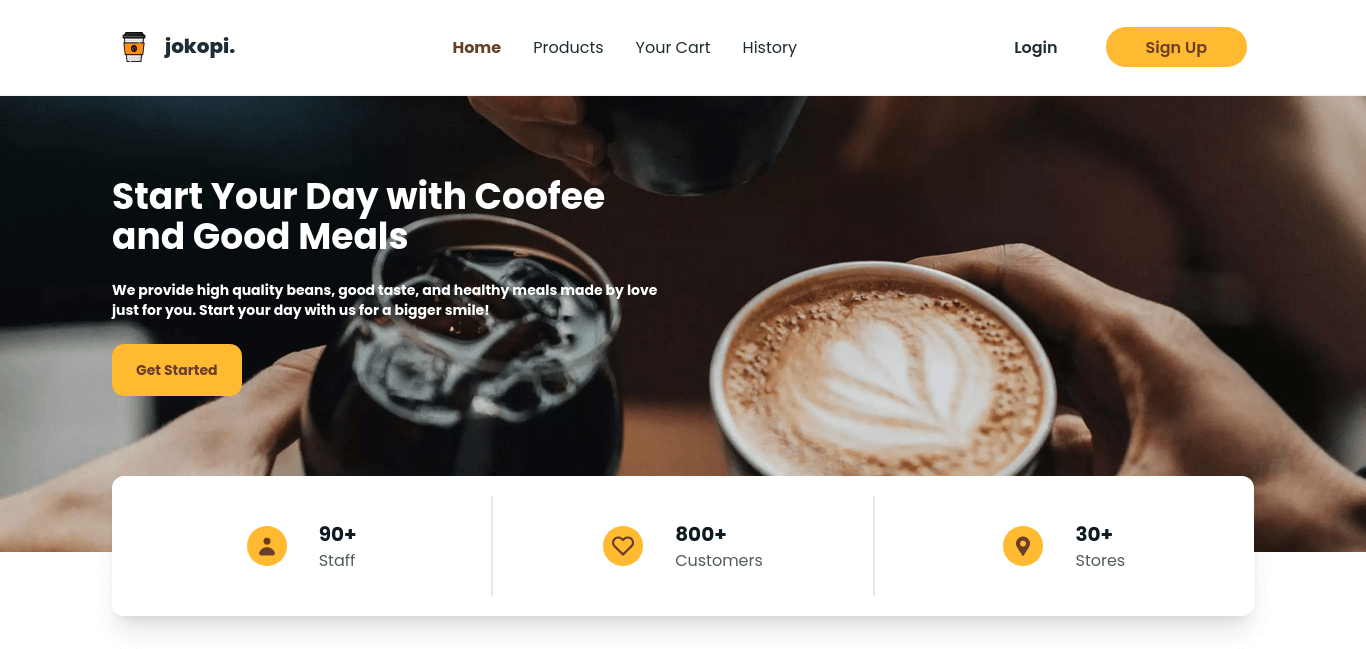 jokopi.
Home
Products
Your Cart
History
Login
Sign Up
Start Your Day with Coofee
and Good Meals
We provide high quality beans, good taste, and healthy meals made by love
just for you. Start your day with us for a bigger smile!
Get Started
90+
Staff
800+
Customers
30+
Stores